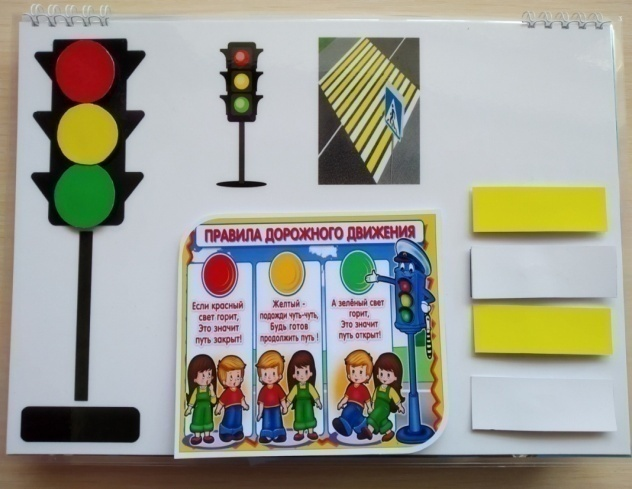 ПРАВИЛА ДОРОЖНОГО ДВИЖЕНИЯ
Если красный
свет горит,
Это значит
путь закрыт!
Желтый -
подожди чуть-чуть,
Будь готов
продолжить путь !
А зелёный свет
горит,
Это значит
путь открыт!